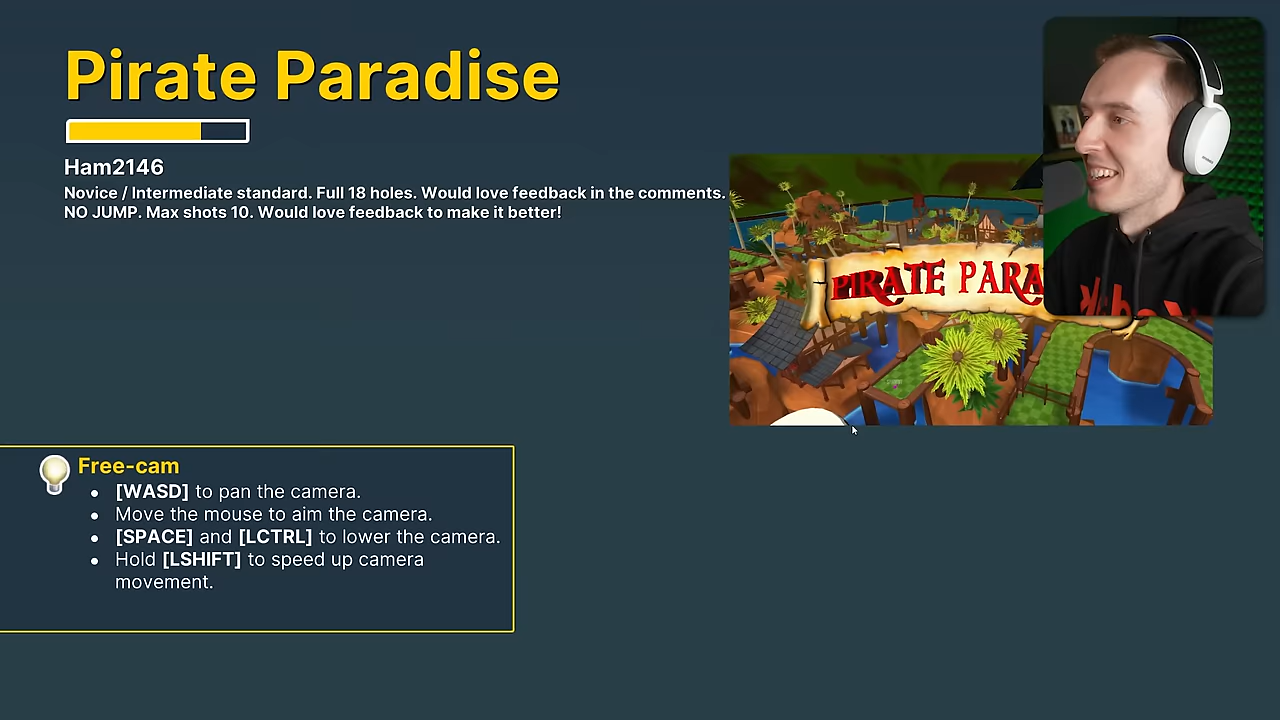 Pirate Paradise
Ham2146
Novice / Intermediate standard. Full 18 holes. Would love feedback in the comments.
NO JUMP. Max shots 10. Would love feedback to make it better!
PIRATE PARA
Free-cam
[WASD] to pan the camera.
Move the mouse to aim the camera.
[SPACE] and [LCTRL] to lower the camera.
Hold [LSHIFT] to speed up camera
movement.